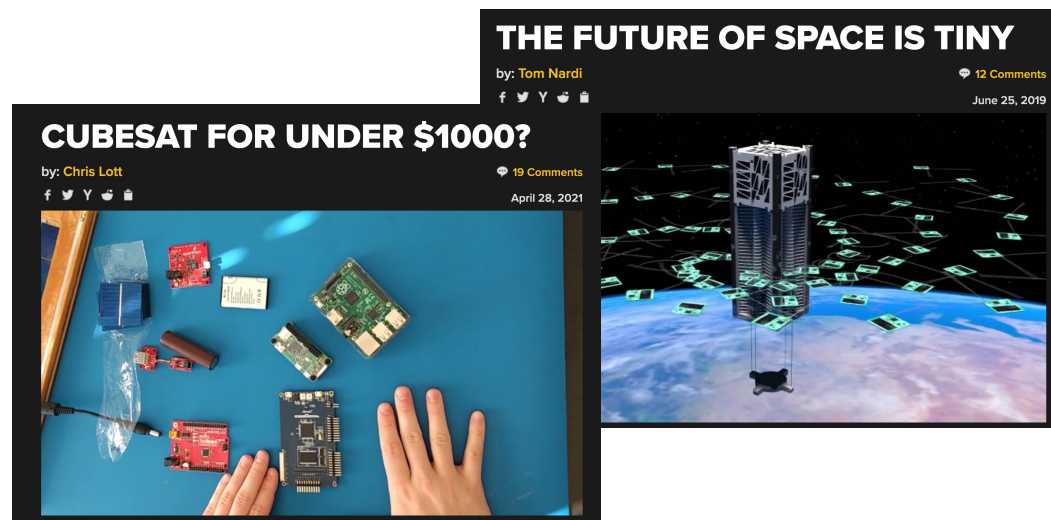 THE FUTURE OF SPACE IS TINY
by: Tom Nardi
12 Comments
June 25, 2019
CUBESAT FOR UNDER $1000?
by: Chris Lott
19 Comments
April 28, 2021